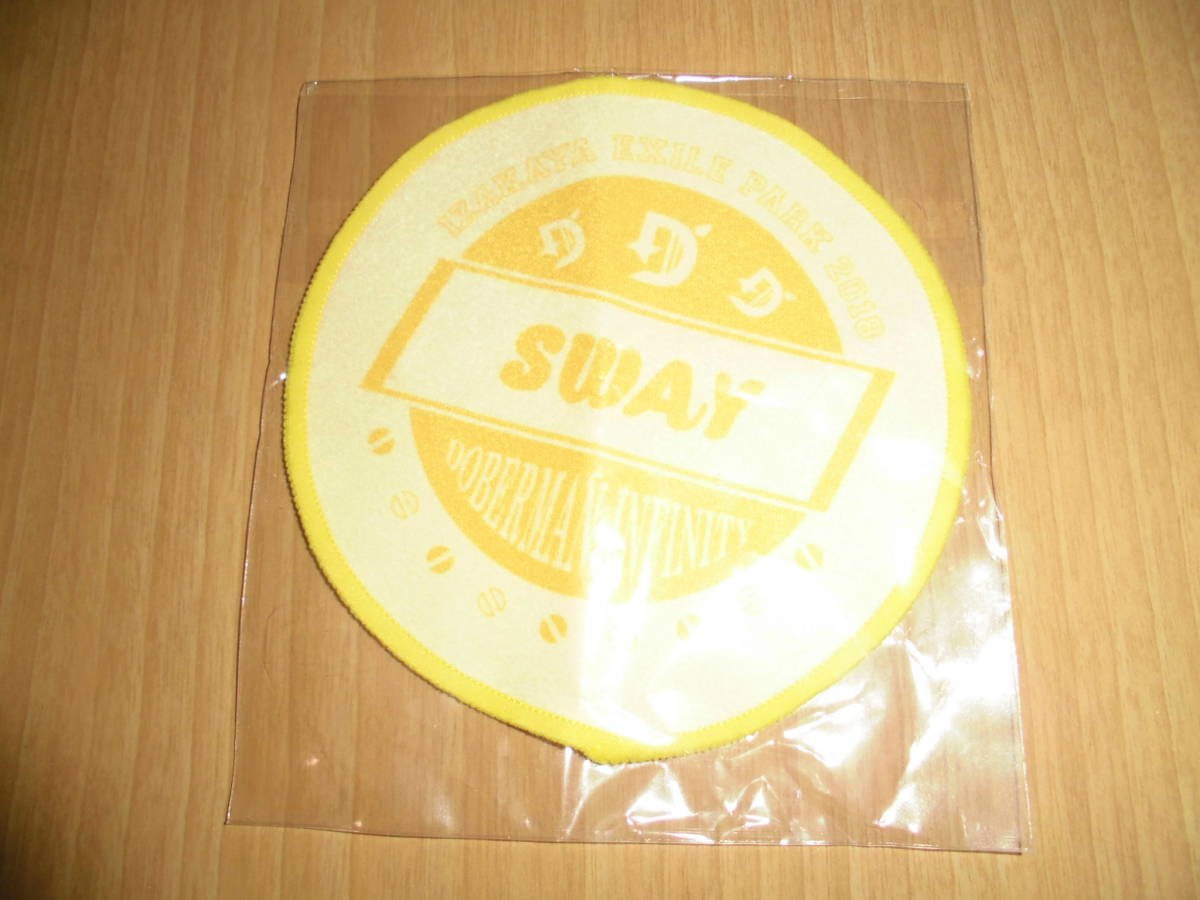 IZAKAYA EXILE PARK 2018
D D D
SWAY
DOBERMAN INFINITY